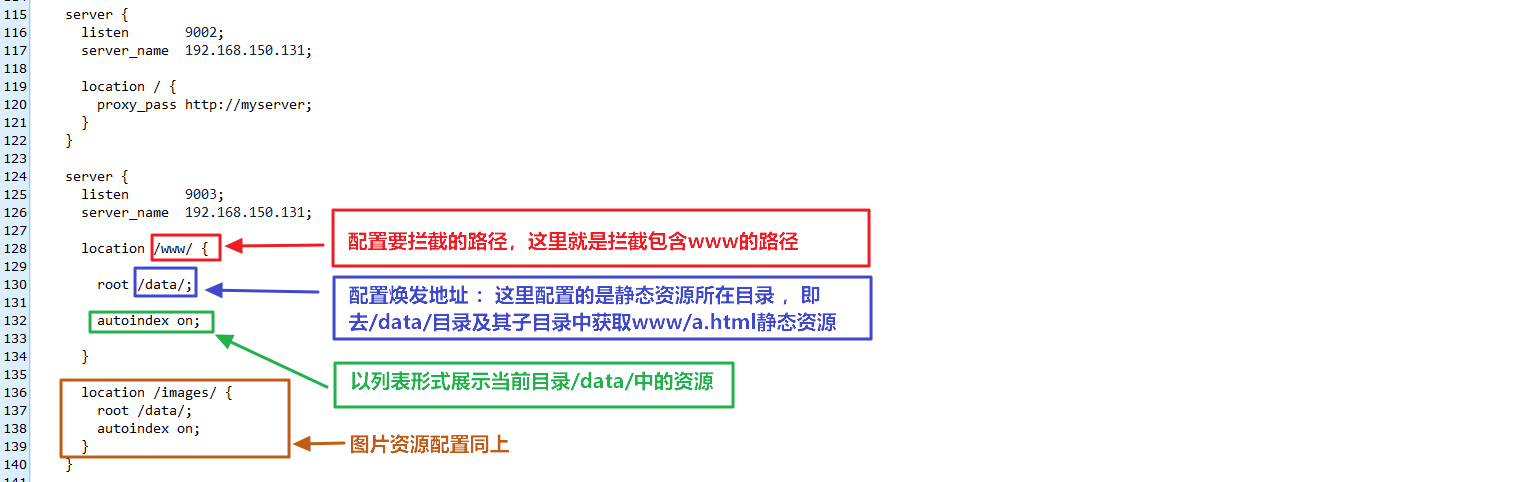 115 server {
116 listen 9002;
117 server_name 192.168.150.131;
118
119 location / {
120 proxy_pass http://myserver;
121 }
122 }
123
124 server {
125 listen 9003;
126 server_name 192.168.150.131;
127
128 location /www/ {
配置要拦截的路径，这里就是拦截包含www的路径
129
130 root /data/;
配置焕发地址 ：这里配置的是静态资源所在目录 ，即
去/data/目录及其子目录中获取www/a.html静态资源
131
132 autoindex on;
以列表形式展示当前目录/data/中的资源
133
134 }
135
136 location /images/ {
137 root /data/;
138 autoindex on;
139 }
图片资源配置同上
140 }